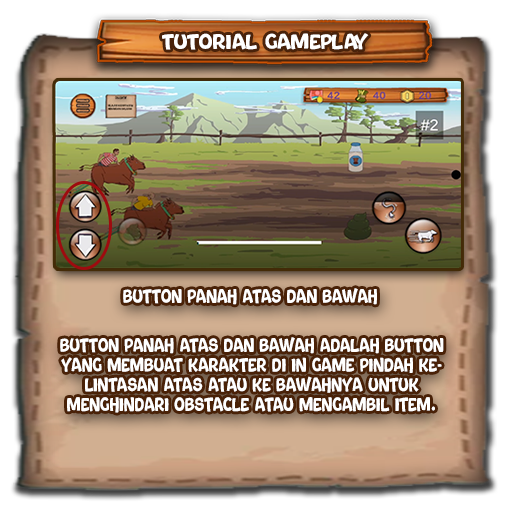 TUTORIAL GAMEPLAY
42 40 20
#2
BUTTON PANAH ATAS DAN BAWAH
BUTTON PANAH ATAS DAN BAWAH ADALAH BUTTON
YANG MEMBUAT KARAKTER DI IN GAME PINDAH KE-
LINTASAN ATAS ATAU KE BAWAHNYA UNTUK
MENGHINDARI OBSTACLE ATAU MENGAMBIL ITEM.